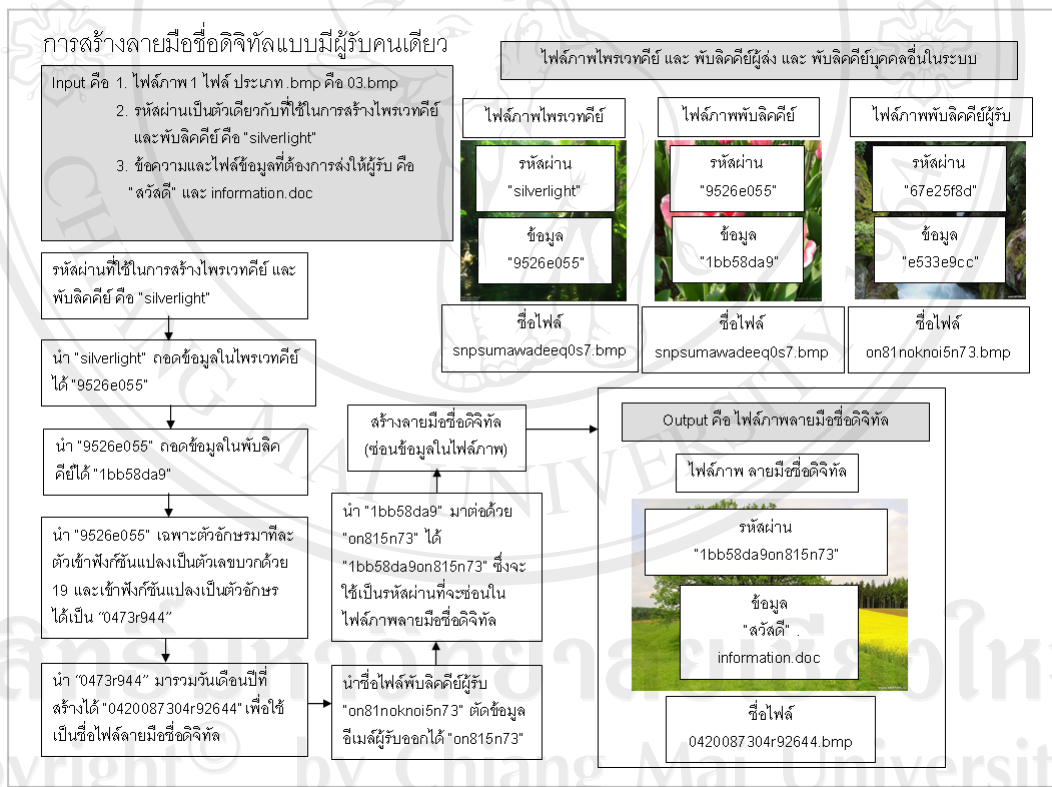 การสร้างลายมือชื่อดิจิทัลแบบมีผู้รับคนเดียว
Input คือ 1. ไฟล์ภาพ 1 ไฟล์ ประเภท .bmp คือ 03.bmp
2. รหัสผ่านเป็นตัวเดียวกับที่ใช้ในการสร้างไพรเวทคีย์
และพับลิคคีย์ คือ "silverlight"
3. ข้อความและไฟล์ข้อมูลที่ต้องการส่งให้ผู้รับ คือ
"สวัสดี" และ information.doc
ไฟล์ภาพไพรเวทคีย์ และ พับลิคคีย์ผู้ส่ง และ พับลิคคีย์บุคคลอื่นในระบบ
ไฟล์ภาพไพรเวทคีย์
รหัสผ่าน
"silverlight"
ข้อมูล
"9526e055"
ชื่อไฟล์
snpsumawadeeq0s7.bmp
ไฟล์ภาพพับลิคคีย์
รหัสผ่าน
"9526e055"
ข้อมูล
"1bb58da9"
ชื่อไฟล์
snpsumawadeeq0s7.bmp
ไฟล์ภาพพับลิคคีย์ผู้รับ
รหัสผ่าน
"67e25f8d"
ข้อมูล
"e533e9cc"
ชื่อไฟล์
on81noknoi5n73.bmp
รหัสผ่านที่ใช้ในการสร้างไพรเวทคีย์ และ
พับลิคคีย์ คือ "silverlight"
นำ "silverlight" ถอดข้อมูลในไพรเวทคีย์
ได้ "9526e055"
นำ "9526e055" ถอดข้อมูลในพับลิค
คีย์ได้ "1bb58da9"
นำ "9526e055" เฉพาะตัวอักษรมาทีละ
ตัวเข้าฟังก์ชันแปลงเป็นตัวเลขบวกด้วย
19 และเข้าฟังก์ชันแปลงเป็นตัวอักษร
ได้เป็น "0473r944"
นำ "0473r944" มารวมวันเดือนปีที่
สร้างได้ "0420087304r92644" เพื่อใช้
เป็นชื่อไฟล์ลายมือชื่อดิจิทัล
นำชื่อไฟล์พับลิคคีย์ผู้รับ
"on81noknoi5n73" ตัดข้อมูล
อีเมล์ผู้รับออกได้ "on815n73"
นำ "1bb58da9" มาต่อด้วย
"on815n73" ได้
"1bb58da9on815n73" ซึ่งจะ
ใช้เป็นรหัสผ่านที่จะซ่อนใน
ไฟล์ภาพลายมือชื่อดิจิทัล
สร้างลายมือชื่อดิจิทัล
(ซ่อนข้อมูลในไฟล์ภาพ)
Output คือ ไฟล์ภาพลายมือชื่อดิจิทัล
ไฟล์ภาพ ลายมือชื่อดิจิทัล
รหัสผ่าน
"1bb58da9on815n73"
ข้อมูล
"สวัสดี" .
information.doc
ชื่อไฟล์
0420087304r92644.bmp
CHIANG MAI UNIVERSITY 1964
by Chiang Mai Universit